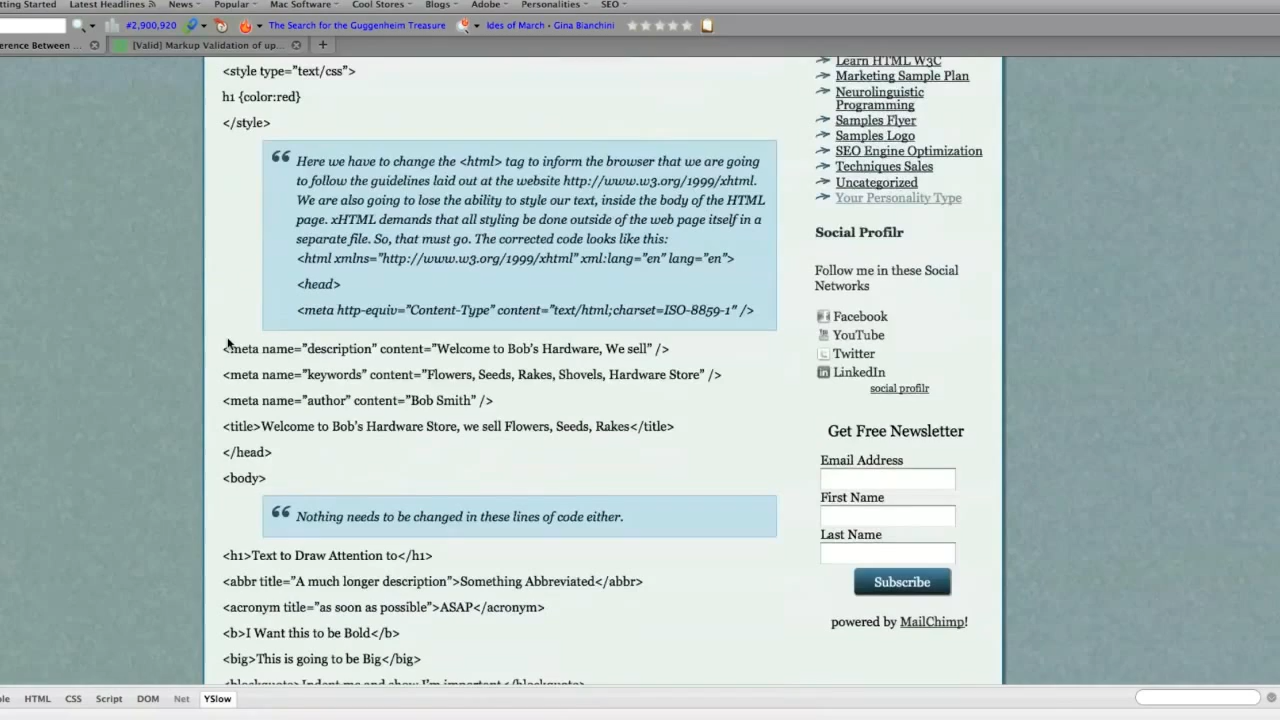 tting Started Latest Headlines News Popular Mac Software Cool Stores Blogs Adobe Personalities SEO
#2,900,920 The Search for the Guggenheim Treasure Ides of March - Gina Bianchini
erence Between ... [Valid] Markup Validation of up... +
<style type="text/css">
h1 {color:red}
</style>
Here we have to change the <html> tag to inform the browser that we are going
to follow the guidelines laid out at the website http://www.w3.org/1999/xhtml.
We are also going to lose the ability to style our text, inside the body of the HTML
page. xHTML demands that all styling be done outside of the web page itself in a
separate file. So, that must go. The corrected code looks like this:
<html xmlns="http://www.w3.org/1999/xhtml" xml:lang="en" lang="en">
<head>
<meta http-equiv="Content-Type" content="text/html;charset=ISO-8859-1" />
<meta name="description" content="Welcome to Bob's Hardware, We sell" />
<meta name="keywords" content="Flowers, Seeds, Rakes, Shovels, Hardware Store" />
<meta name="author" content="Bob Smith" />
<title>Welcome to Bob's Hardware Store, we sell Flowers, Seeds, Rakes</title>
</head>
<body>
Nothing needs to be changed in these lines of code either.
<h1>Text to Draw Attention to</h1>
<abbr title="A much longer description">Something Abbreviated</abbr>
<acronym title="as soon as possible">ASAP</acronym>
<b>I Want this to be Bold</b>
<big>This is going to be Big</big>
<blockquote>Indent me and show I'm important</blockquote>
Learn HTML W3C
Marketing Sample Plan
Neurolinguistic
Programming
Samples Flyer
Samples Logo
SEO Engine Optimization
Techniques Sales
Uncategorized
Your Personality Type
Social Profilr
Follow me in these Social
Networks
Facebook
YouTube
Twitter
LinkedIn
social profilr
Get Free Newsletter
Email Address
First Name
Last Name
Subscribe
powered by MailChimp!
ole HTML CSS Script DOM Net YSlow